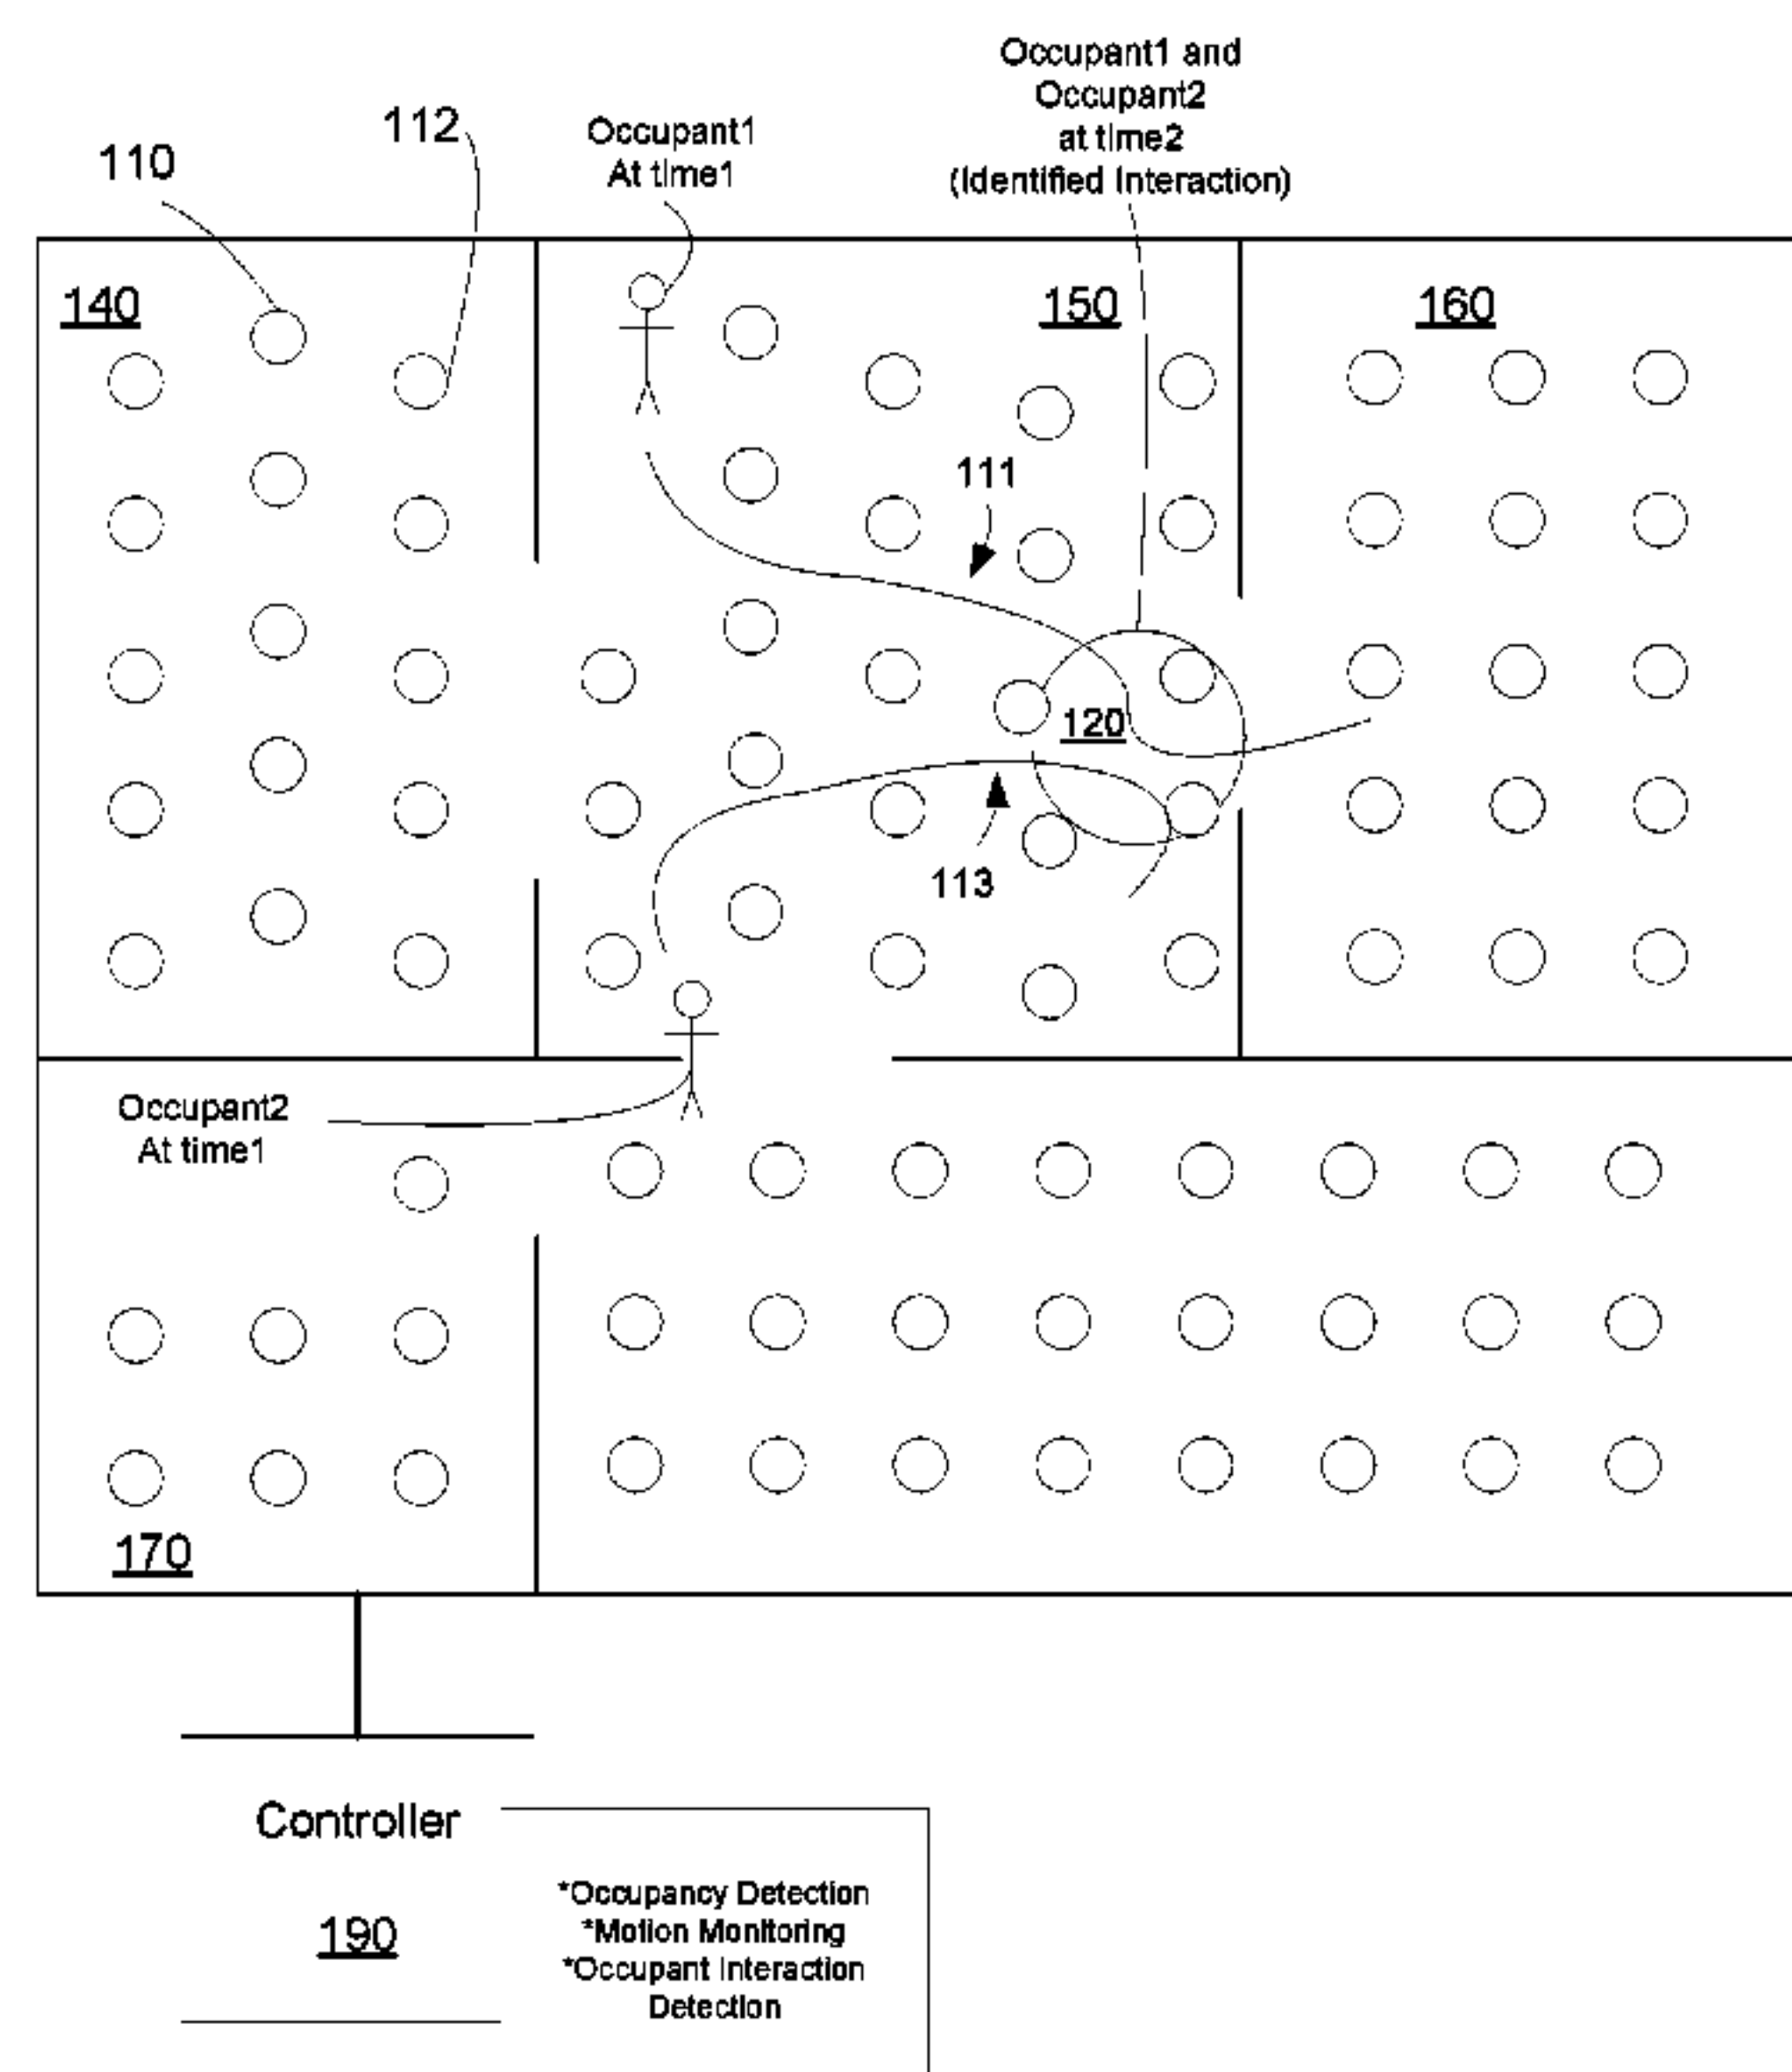 Occupant1 and
Occupant2
at time2
(Identified Interaction)
112
Occupant1
At time1
110
140
150
160
111
120
113
Occupant2
At time1
170
Controller
190
*Occupancy Detection
*Motion Monitoring
*Occupant Interaction
Detection